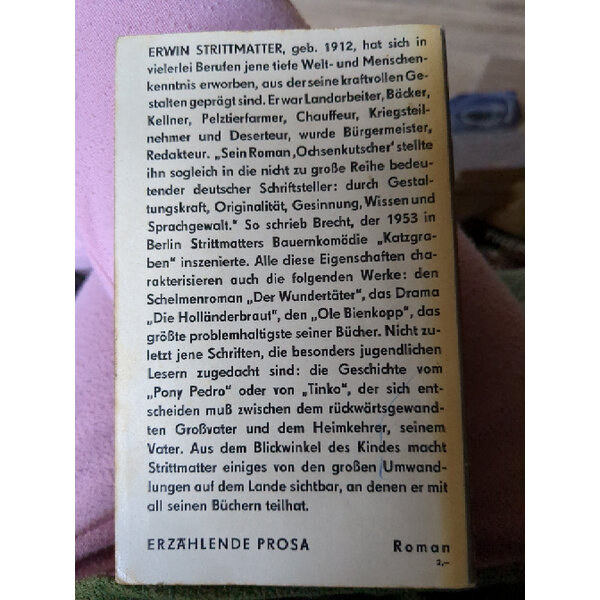 ERWIN STRITTMATTER, geb. 1912, hat sich in
vielerlei Berufen jene tiefe Welt- und Menschen-
kenntnis erworben, aus der seine kraftvollen Ge-
stalten geprägt sind. Er war Landarbeiter, Bäcker,
Kellner, Pelztierfarmer, Chauffeur, Kriegsteil-
nehmer und Deserteur, wurde Bürgermeister,
Redakteur. „Sein Roman ‚Ochsenkutscher' stellte
ihn sogleich in die nicht zu große Reihe bedeu-
tender deutscher Schriftsteller: durch Gestal-
tungskraft, Originalität, Gesinnung, Wissen und
Sprachgewalt." So schrieb Brecht, der 1953 in
Berlin Strittmatters Bauernkomödie „Katzgra-
ben" inszenierte. Alle diese Eigenschaften cha-
rakterisieren auch die folgenden Werke: den
Schelmenroman „Der Wundertäter", das Drama
„Die Holländerbraut", den „Ole Bienkopp", das
größte problemhaltigste seiner Bücher. Nicht zu-
letzt jene Schriften, die besonders jugendlichen
Lesern zugedacht sind: die Geschichte vom
„Pony Pedro" oder von „Tinko", der sich ent-
scheiden muß zwischen dem rückwärtsgewand-
ten Großvater und dem Heimkehrer, seinem
Vater. Aus dem Blickwinkel des Kindes macht
Strittmatter einiges von den großen Umwand-
lungen auf dem Lande sichtbar, an denen er mit
all seinen Büchern teilhat.
ERZÄHLENDE PROSA Roman
2,–